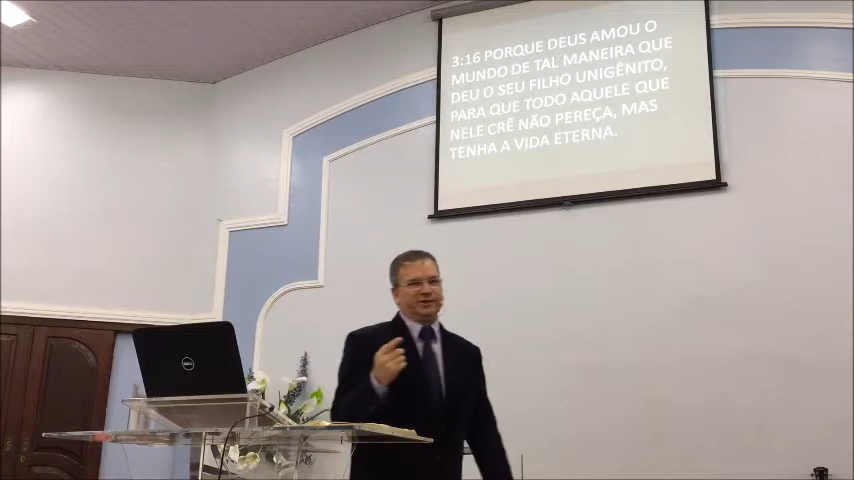 3:16 PORQUE DEUS AMOU O
MUNDO DE TAL MANEIRA QUE
DEU O SEU FILHO UNIGÊNITO,
PARA QUE TODO AQUELE QUE
NELE CRÊ NÃO PEREÇA, MAS
TENHA A VIDA ETERNA.
DELL